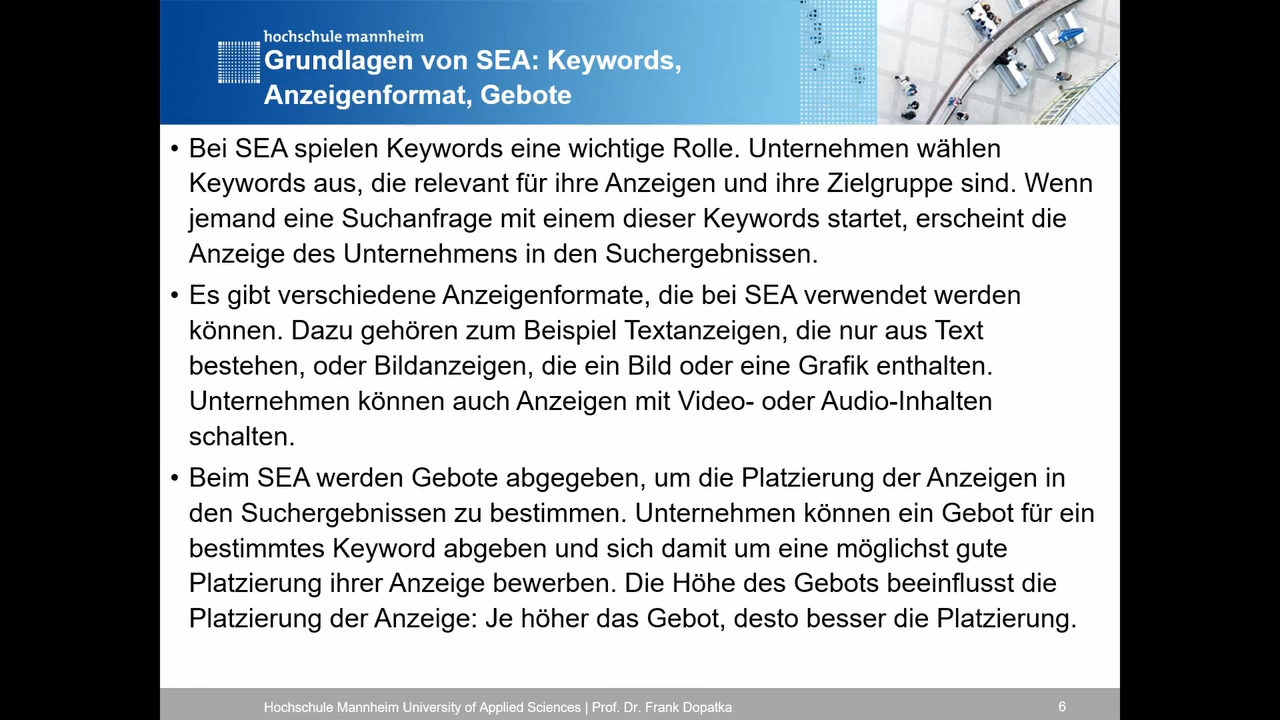 hochschule mannheim
Grundlagen von SEA: Keywords,
Anzeigenformat, Gebote
• Bei SEA spielen Keywords eine wichtige Rolle. Unternehmen wählen
Keywords aus, die relevant für ihre Anzeigen und ihre Zielgruppe sind. Wenn
jemand eine Suchanfrage mit einem dieser Keywords startet, erscheint die
Anzeige des Unternehmens in den Suchergebnissen.
• Es gibt verschiedene Anzeigenformate, die bei SEA verwendet werden
können. Dazu gehören zum Beispiel Textanzeigen, die nur aus Text
bestehen, oder Bildanzeigen, die ein Bild oder eine Grafik enthalten.
Unternehmen können auch Anzeigen mit Video- oder Audio-Inhalten
schalten.
• Beim SEA werden Gebote abgegeben, um die Platzierung der Anzeigen in
den Suchergebnissen zu bestimmen. Unternehmen können ein Gebot für ein
bestimmtes Keyword abgeben und sich damit um eine möglichst gute
Platzierung ihrer Anzeige bewerben. Die Höhe des Gebots beeinflusst die
Platzierung der Anzeige: Je höher das Gebot, desto besser die Platzierung.
Hochschule Mannheim University of Applied Sciences | Prof. Dr. Frank Dopatka
6